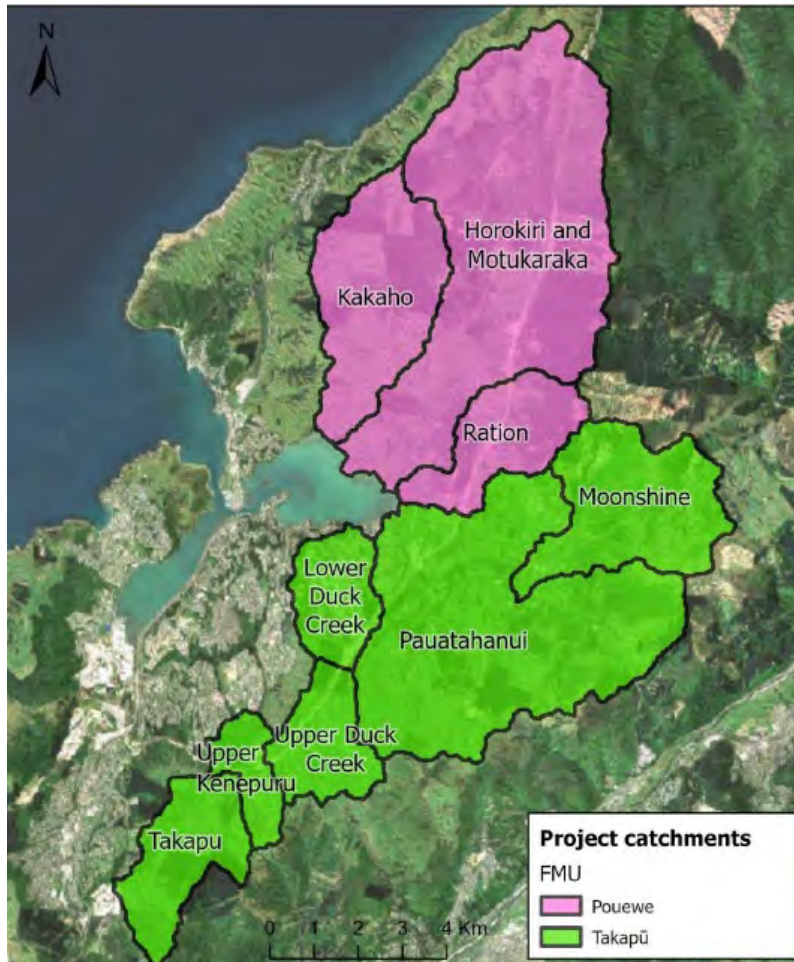 N
Horokiri and
Motukaraka
Kakaho
Ration
Moonshine
Lower
Duck
Creek
Pauatahanui
Upper
Kenepuru
Upper Duck
Creek
Takapu
0 1 2 3 4 Km
Project catchments
FMU
Pouewe
Takapū